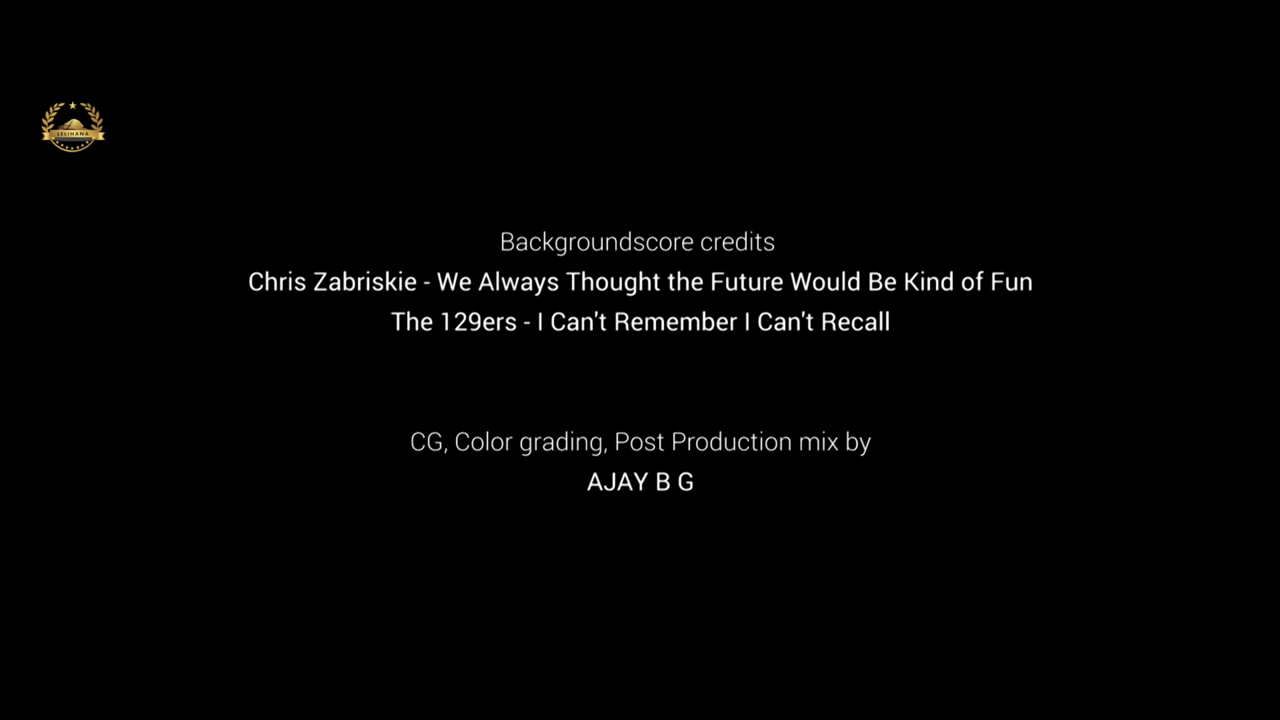 LELIHANA
Backgroundscore credits
Chris Zabriskie - We Always Thought the Future Would Be Kind of Fun
The 129ers - I Can't Remember I Can't Recall
CG, Color grading, Post Production mix by
AJAY B G